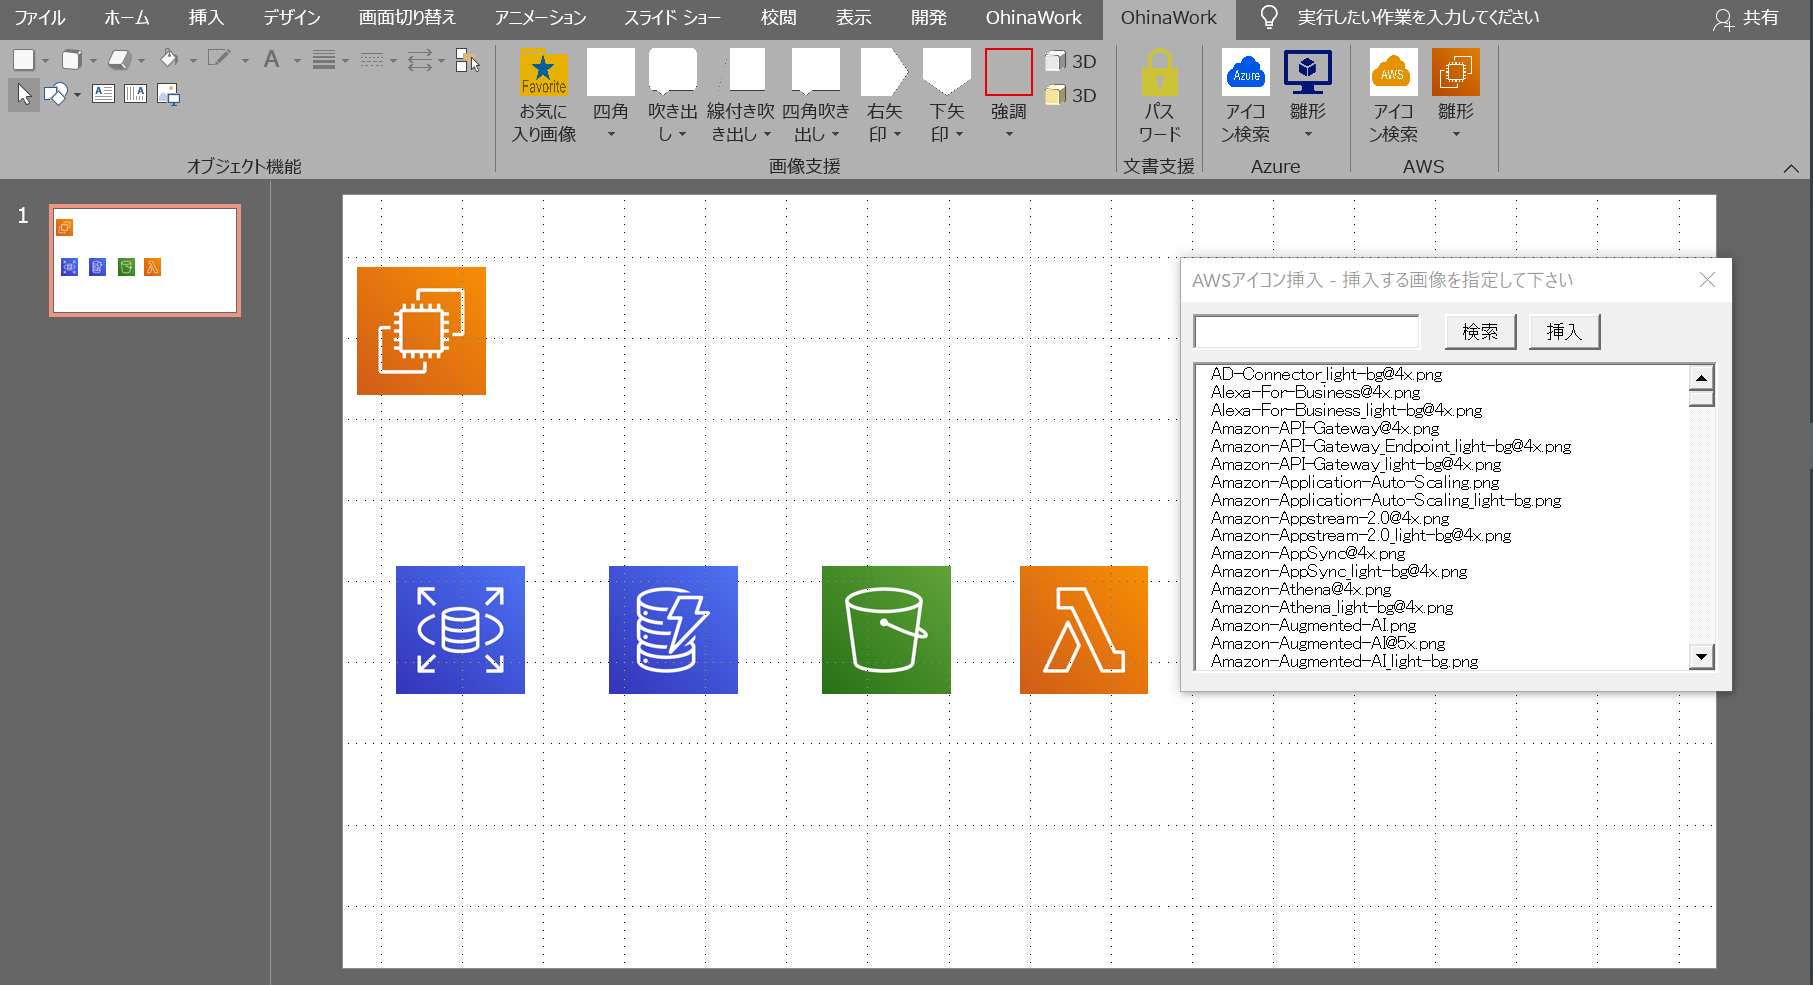 ファイル ホーム 挿入 デザイン 画面切り替え アニメーション スライド ショー 校閲 表示 開発 OhinaWork OhinaWork 実行したい作業を入力してください 共有
Favorite
お気に
入り画像
四角
吹き出
し
線付き吹
き出し
四角吹き
出し
右矢
印
下矢
印
強調
3D
3D
パス
ワード
Azure
アイコ
ン検索
雛形
AWS
アイコ
ン検索
雛形
オブジェクト機能 画像支援 文書支援 Azure AWS
1
AWSアイコン挿入 - 挿入する画像を指定して下さい
検索 挿入
AD-Connector_light-bg@4x.png
Alexa-For-Business@4x.png
Alexa-For-Business_light-bg@4x.png
Amazon-API-Gateway@4x.png
Amazon-API-Gateway_Endpoint_light-bg@4x.png
Amazon-API-Gateway_light-bg@4x.png
Amazon-Application-Auto-Scaling.png
Amazon-Application-Auto-Scaling_light-bg.png
Amazon-Appstream-2.0@4x.png
Amazon-Appstream-2.0_light-bg@4x.png
Amazon-AppSync@4x.png
Amazon-AppSync_light-bg@4x.png
Amazon-Athena@4x.png
Amazon-Athena_light-bg@4x.png
Amazon-Augmented-AI.png
Amazon-Augmented-AI@5x.png
Amazon-Augmented-AI_light-bg.png